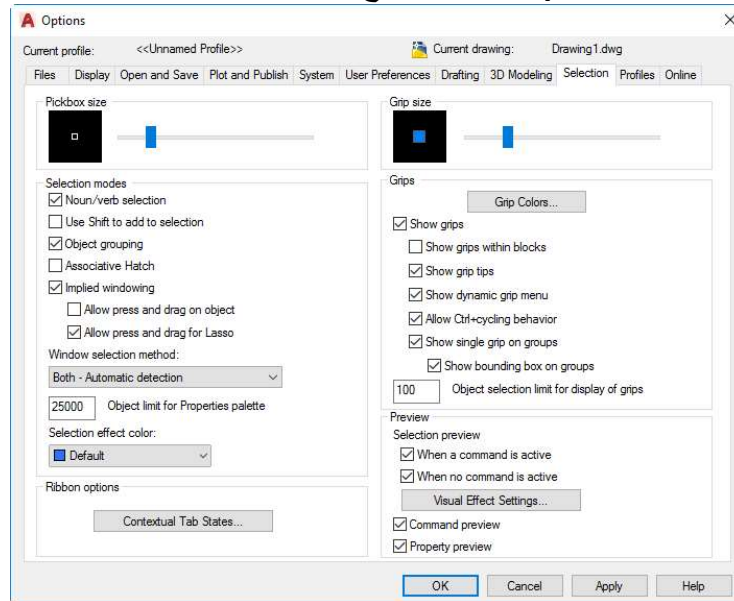 A Options
Current profile: <<Unnamed Profile>> Current drawing: Drawing1.dwg
Files Display Open and Save Plot and Publish System User Preferences Drafting 3D Modeling Selection Profiles Online
Pickbox size
Selection modes
Noun/verb selection
Use Shift to add to selection
Object grouping
Associative Hatch
Implied windowing
Allow press and drag on object
Allow press and drag for Lasso
Window selection method:
Both - Automatic detection
25000 Object limit for Properties palette
Selection effect color:
Default
Ribbon options
Contextual Tab States...
Grip size
Grips
Grip Colors...
Show grips
Show grips within blocks
Show grip tips
Show dynamic grip menu
Allow Ctrl+cycling behavior
Show single grip on groups
Show bounding box on groups
100 Object selection limit for display of grips
Preview
Selection preview
When a command is active
When no command is active
Visual Effect Settings...
Command preview
Property preview
OK Cancel Apply Help